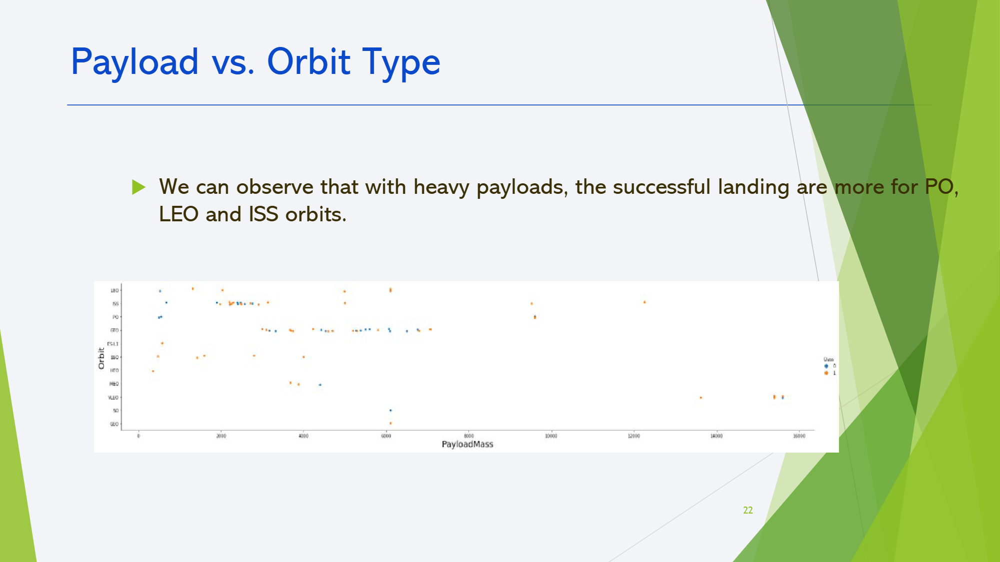 Payload vs. Orbit Type
We can observe that with heavy payloads, the successful landing are more for PO,
LEO and ISS orbits.
LEO
ISS
PO
GTO
ES-L1
SSO
HEO
MEO
VLEO
SO
GEO
Orbit
0 2000 4000 6000 8000 10000 12000 14000 16000
PayloadMass
Class
0
1
22